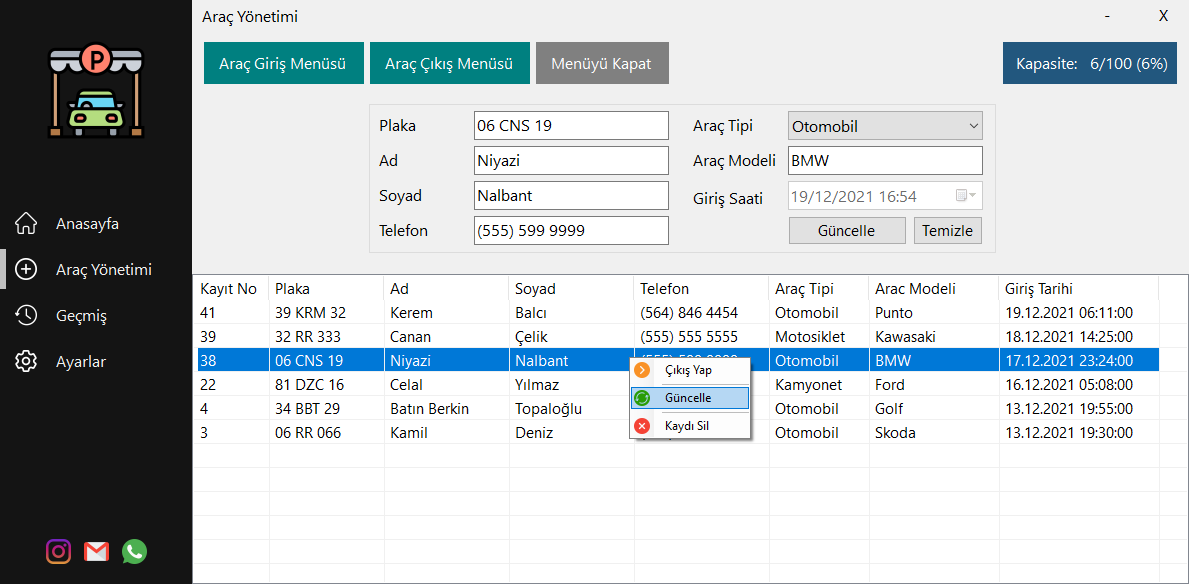 Araç Yönetimi - X
P
Araç Giriş Menüsü Araç Çıkış Menüsü Menüyü Kapat Kapasite: 6/100 (6%)
Plaka 06 CNS 19 Araç Tipi Otomobil
Ad Niyazi Araç Modeli BMW
Soyad Nalbant Giriş Saati 19/12/2021 16:54
Telefon (555) 599 9999 Güncelle Temizle
Anasayfa
Araç Yönetimi
Geçmiş
Ayarlar
Kayıt No Plaka Ad Soyad Telefon Araç Tipi Arac Modeli Giriş Tarihi
41 39 KRM 32 Kerem Balcı (564) 846 4454 Otomobil Punto 19.12.2021 06:11:00
39 32 RR 333 Canan Çelik (555) 555 5555 Motosiklet Kawasaki 18.12.2021 14:25:00
38 06 CNS 19 Niyazi Nalbant Otomobil BMW 17.12.2021 23:24:00
22 81 DZC 16 Celal Yılmaz Kamyonet Ford 16.12.2021 05:08:00
4 34 BBT 29 Batın Berkin Topaloğlu Otomobil Golf 13.12.2021 19:55:00
3 06 RR 066 Kamil Deniz Otomobil Skoda 13.12.2021 19:30:00
Çıkış Yap
Güncelle
Kaydı Sil